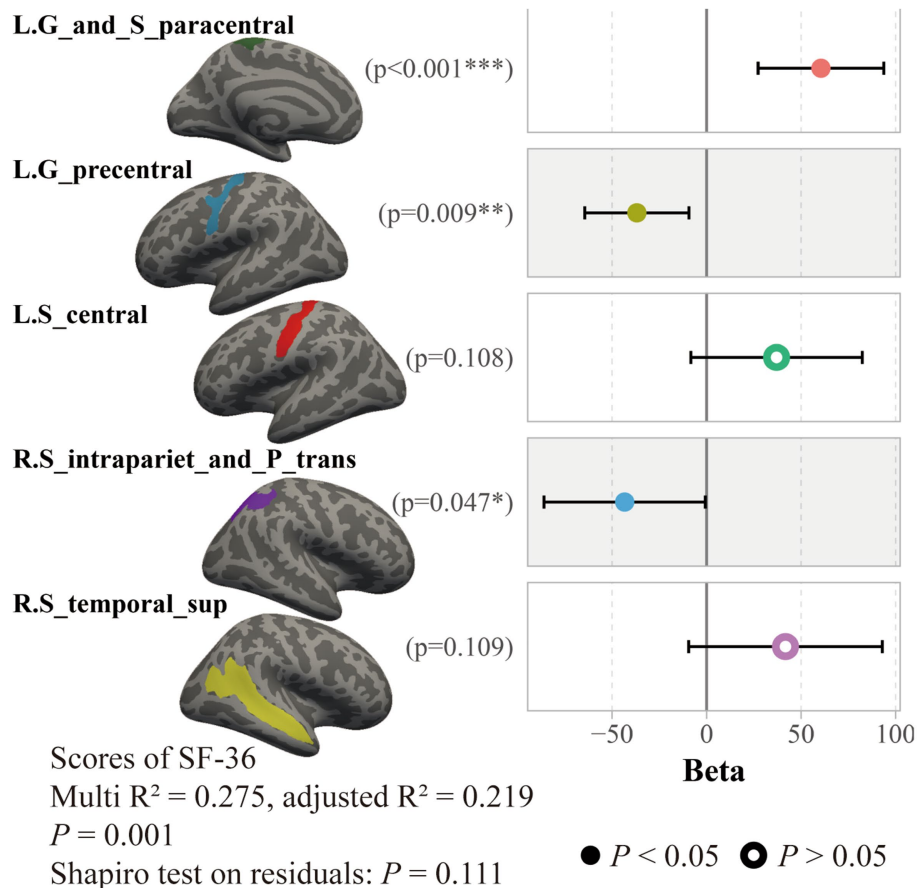 L.G_and_S_paracentral
(p<0.001***)
L.G_precentral
(p=0.009**)
L.S_central
(p=0.108)
R.S_intrapariet_and_P_trans
(p=0.047*)
R.S_temporal_sup
(p=0.109)
−50 0 50 100
Beta
Scores of SF-36
Multi R² = 0.275, adjusted R² = 0.219
P = 0.001
Shapiro test on residuals: P = 0.111
P < 0.05 P > 0.05